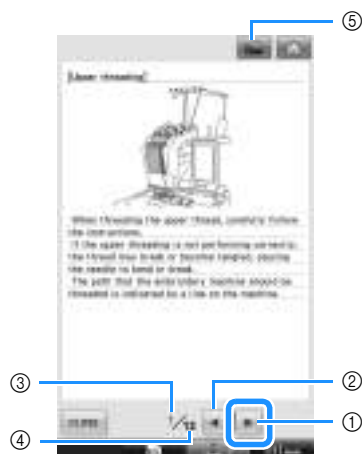 ⑤
[Upper threading]
When threading the upper thread, carefully follow
the instructions.
If the upper threading is not performed correctly,
the thread may break or become tangled, causing
the needle to bend or break.
The path that the embroidery machine should be
threaded is indicated by a line on the machine.
③
②
1/12
CLOSE
①
④